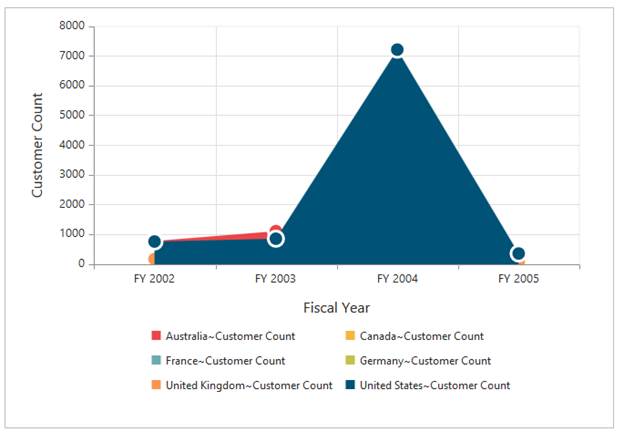 8000
7000
6000
5000
4000
3000
2000
1000
0
Customer Count
FY 2002 FY 2003 FY 2004 FY 2005
Fiscal Year
Australia~Customer Count Canada~Customer Count
France~Customer Count Germany~Customer Count
United Kingdom~Customer Count United States~Customer Count